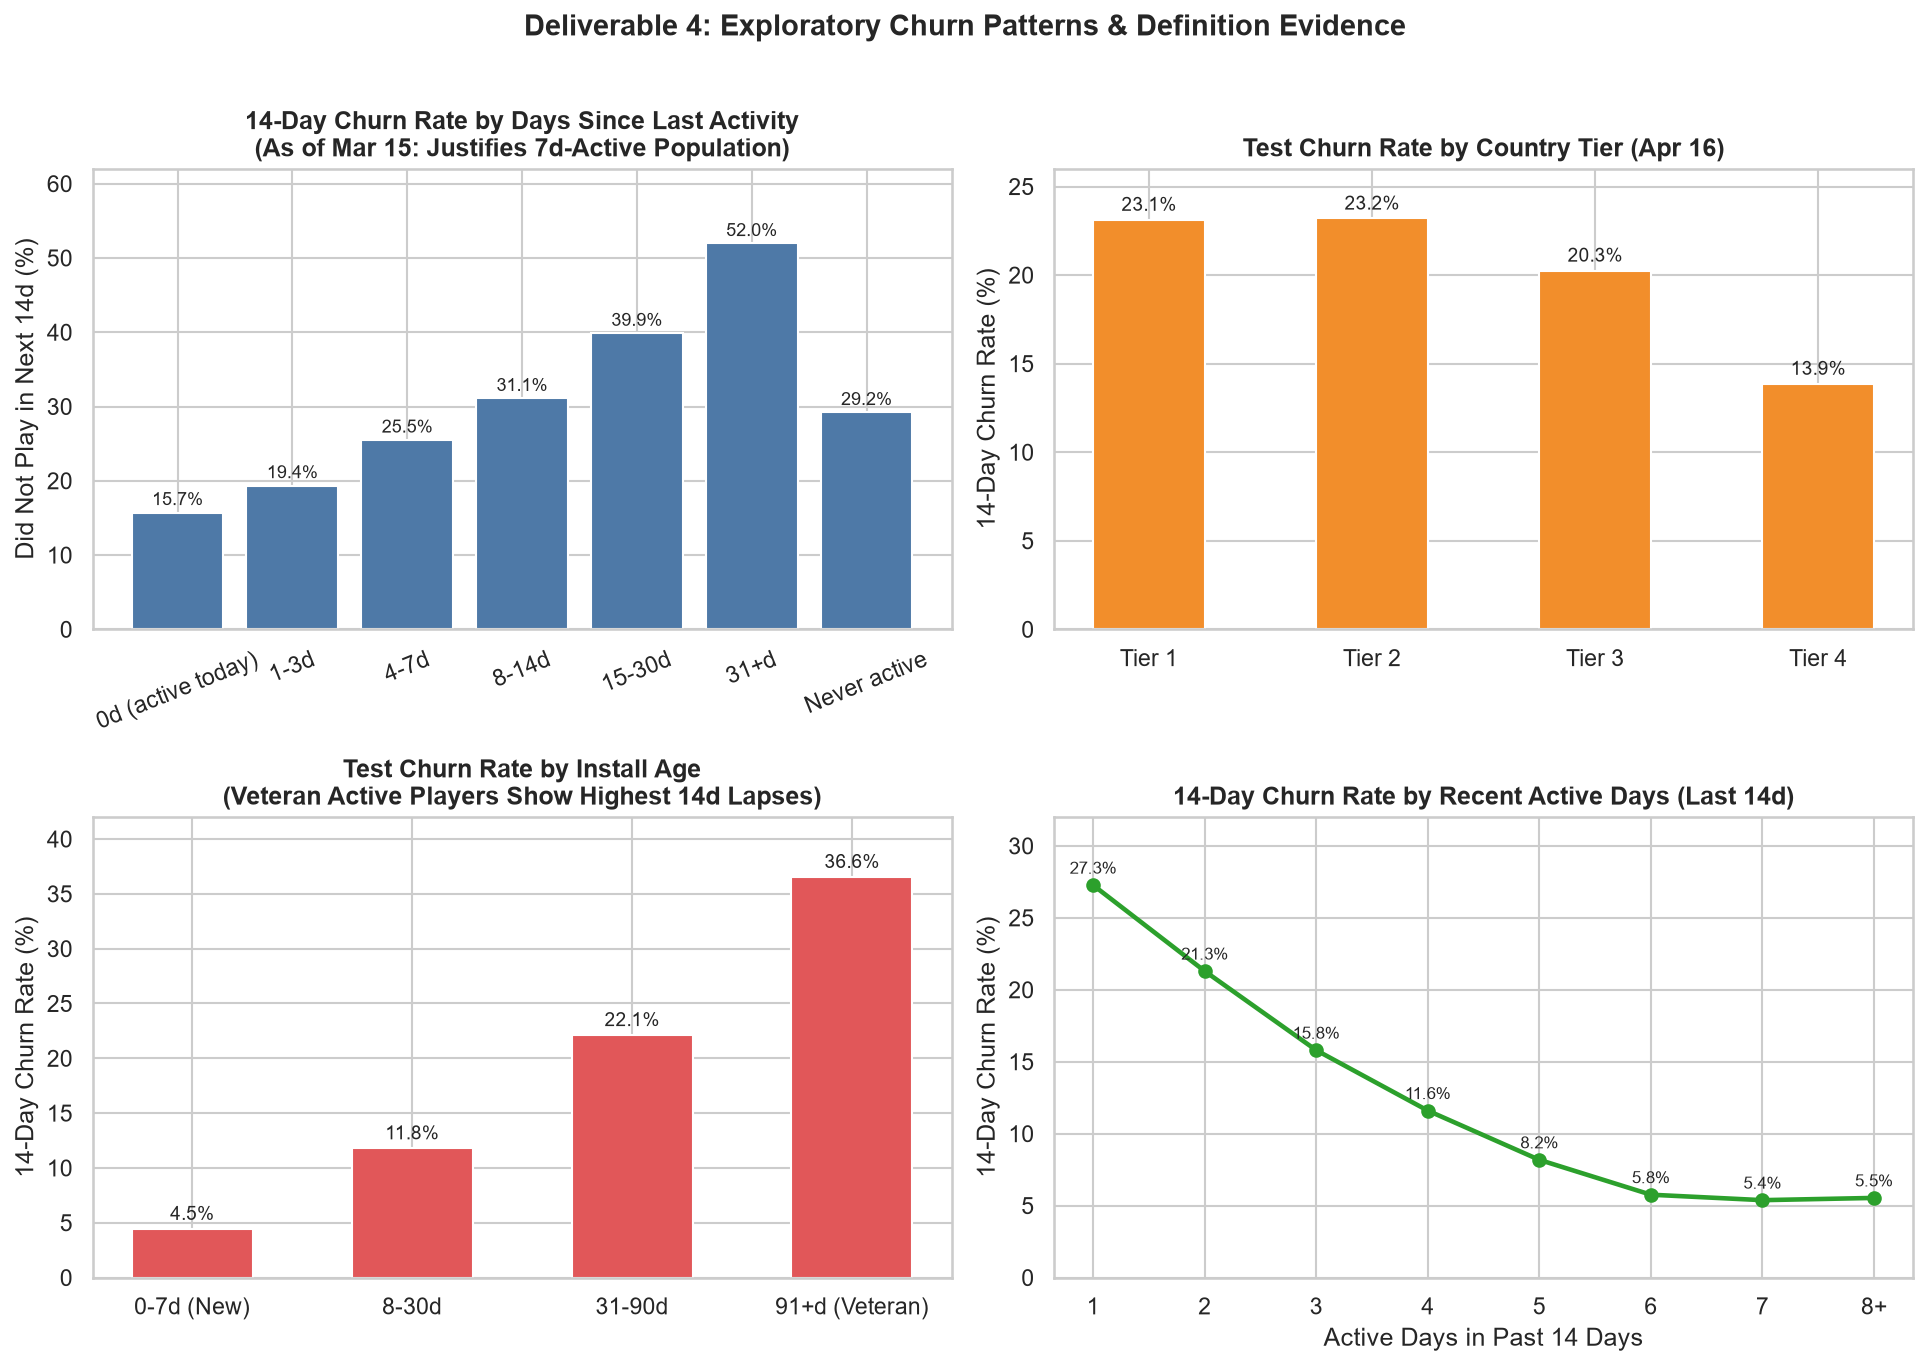 Deliverable 4: Exploratory Churn Patterns & Definition Evidence
14-Day Churn Rate by Days Since Last Activity
(As of Mar 15: Justifies 7d-Active Population)
Did Not Play in Next 14d (%)
60
50
40
30
20
10
0
15.7%
19.4%
25.5%
31.1%
39.9%
52.0%
29.2%
0d (active today)
1-3d
4-7d
8-14d
15-30d
31+d
Never active
Test Churn Rate by Country Tier (Apr 16)
14-Day Churn Rate (%)
25
20
15
10
5
0
23.1%
23.2%
20.3%
13.9%
Tier 1
Tier 2
Tier 3
Tier 4
Test Churn Rate by Install Age
(Veteran Active Players Show Highest 14d Lapses)
14-Day Churn Rate (%)
40
35
30
25
20
15
10
5
0
4.5%
11.8%
22.1%
36.6%
0-7d (New)
8-30d
31-90d
91+d (Veteran)
14-Day Churn Rate by Recent Active Days (Last 14d)
14-Day Churn Rate (%)
30
25
20
15
10
5
0
27.3%
21.3%
15.8%
11.6%
8.2%
5.8%
5.4%
5.5%
1
2
3
4
5
6
7
8+
Active Days in Past 14 Days